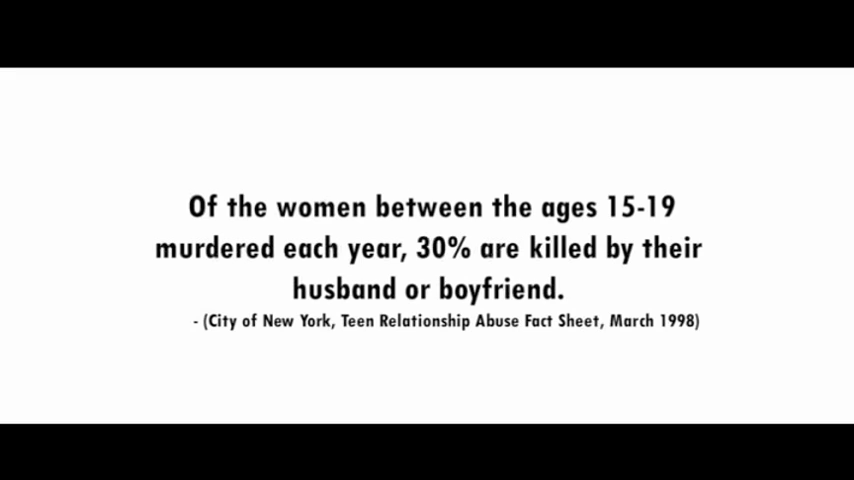 Of the women between the ages 15-19
murdered each year, 30% are killed by their
husband or boyfriend.
- (City of New York, Teen Relationship Abuse Fact Sheet, March 1998)